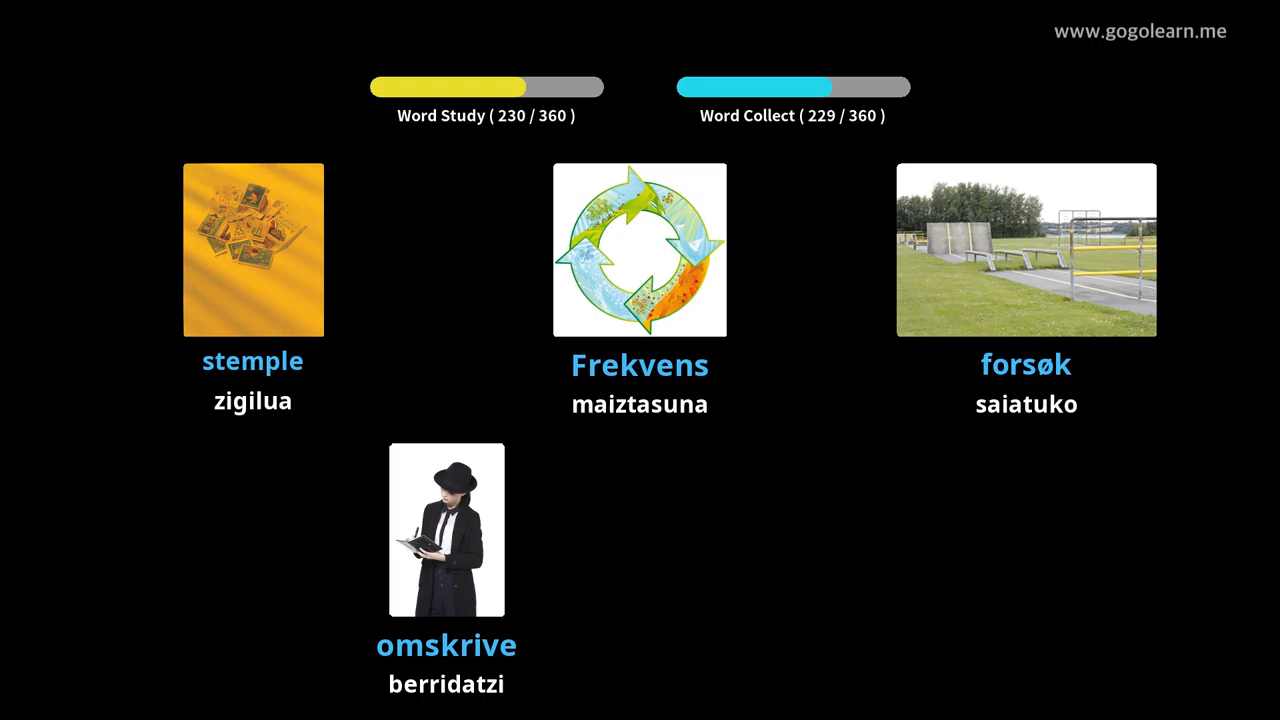 www.gogolearn.me
Word Study ( 230 / 360 )
Word Collect ( 229 / 360 )
stemple
zigilua
Frekvens
maiztasuna
forsøk
saiatuko
omskrive
berridatzi